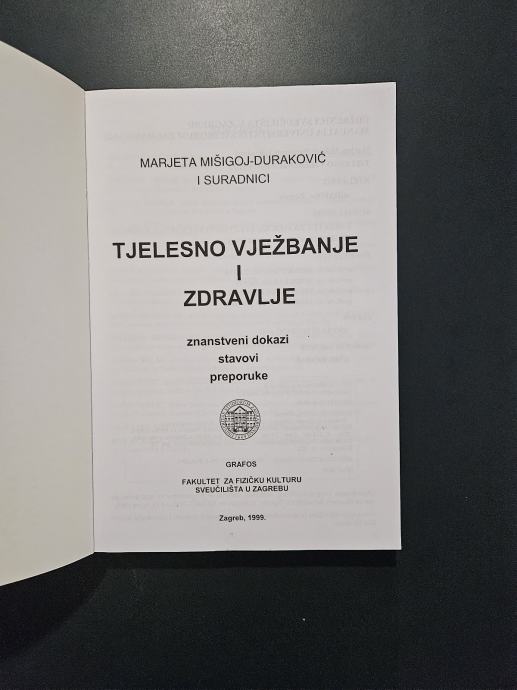 MARJETA MIŠIGOJ-DURAKOVIĆ
I SURADNICI
TJELESNO VJEŽBANJE
I
ZDRAVLJE
znanstveni dokazi
stavovi
preporuke
GRAFOS
FAKULTET ZA FIZIČKU KULTURU
SVEUČILIŠTA U ZAGREBU
Zagreb, 1999.